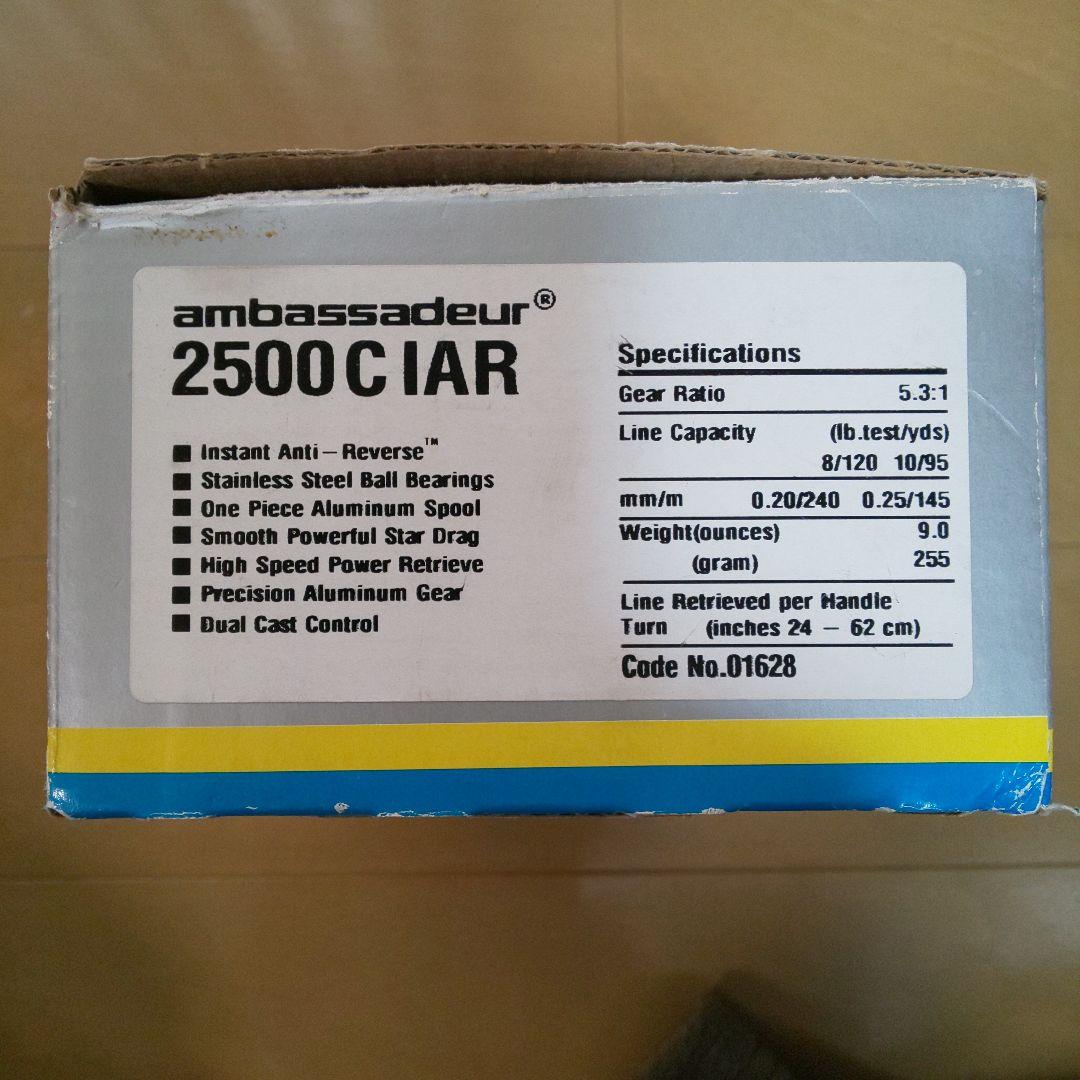 ambassadeur®
2500C IAR
■ Instant Anti－Reverse™
■ Stainless Steel Ball Bearings
■ One Piece Aluminum Spool
■ Smooth Powerful Star Drag
■ High Speed Power Retrieve
■ Precision Aluminum Gear
■ Dual Cast Control
Specifications
Gear Ratio 5.3:1
Line Capacity (lb.test/yds)
8/120 10/95
mm/m 0.20/240 0.25/145
Weight(ounces) 9.0
(gram) 255
Line Retrieved per Handle
Turn (inches 24 － 62 cm)
Code No.01628